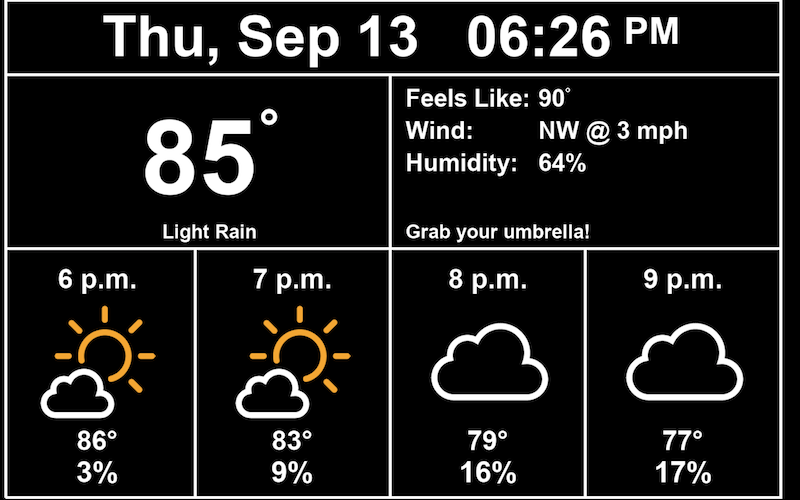 Thu, Sep 13 06:26 PM
85°
Light Rain
Feels Like: 90°
Wind: NW @ 3 mph
Humidity: 64%
Grab your umbrella!
6 p.m.
86°
3%
7 p.m.
83°
9%
8 p.m.
79°
16%
9 p.m.
77°
17%